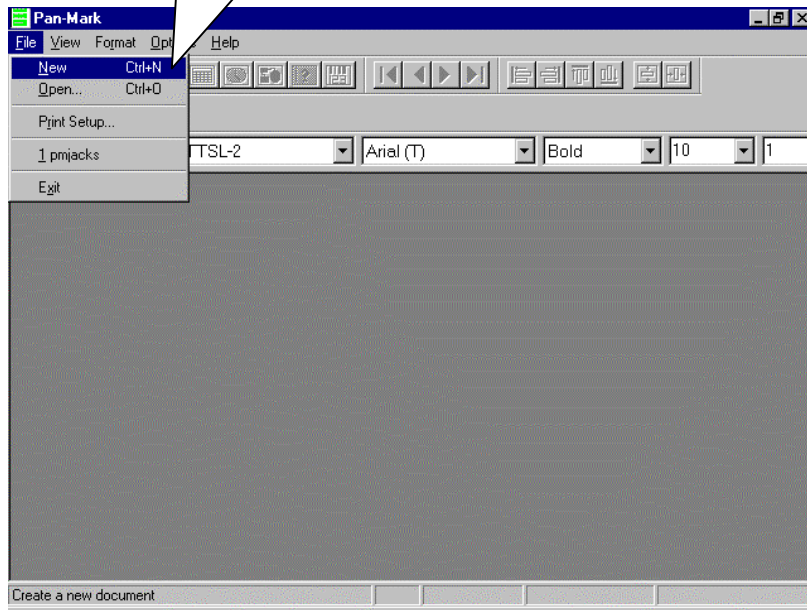 Pan-Mark
File View Format Opt Help
New Ctrl+N
Open... Ctrl+O
Print Setup...
1 pmjacks
Exit
TTSL-2 Arial (T) Bold 10 1
Create a new document